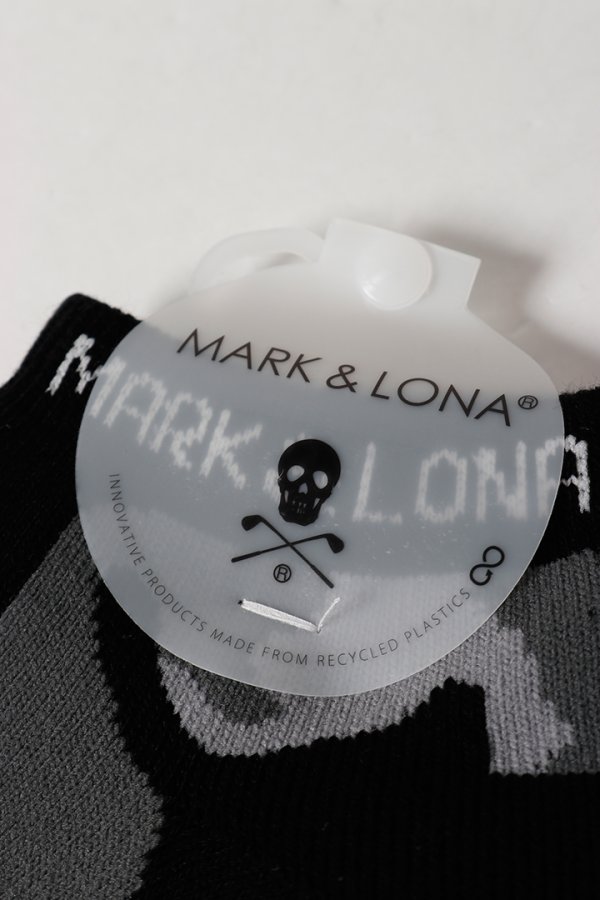 MARK & LONA®
MARK & LONA
®
INNOVATIVE PRODUCTS MADE FROM RECYCLED PLASTICS